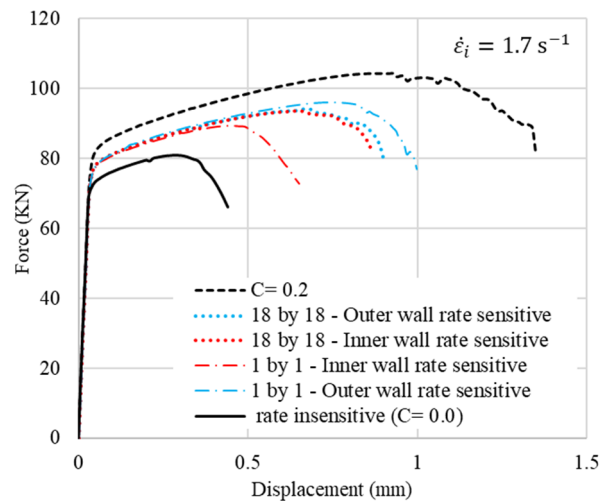 ε̇ᵢ = 1.7 s⁻¹
120
100
80
60
40
20
0
Force (KN)
C= 0.2
18 by 18 - Outer wall rate sensitive
18 by 18 - Inner wall rate sensitive
1 by 1 - Inner wall rate sensitive
1 by 1 - Outer wall rate sensitive
rate insensitive (C= 0.0)
0
0.5
1
1.5
Displacement (mm)